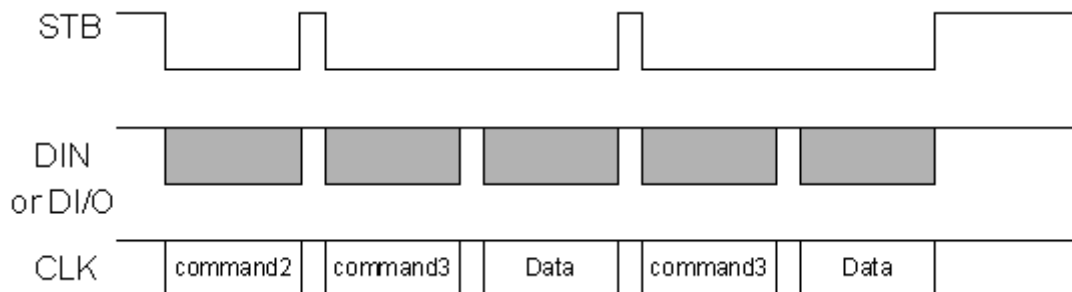 STB
DIN
or DI/O
CLK command2 command3 Data command3 Data